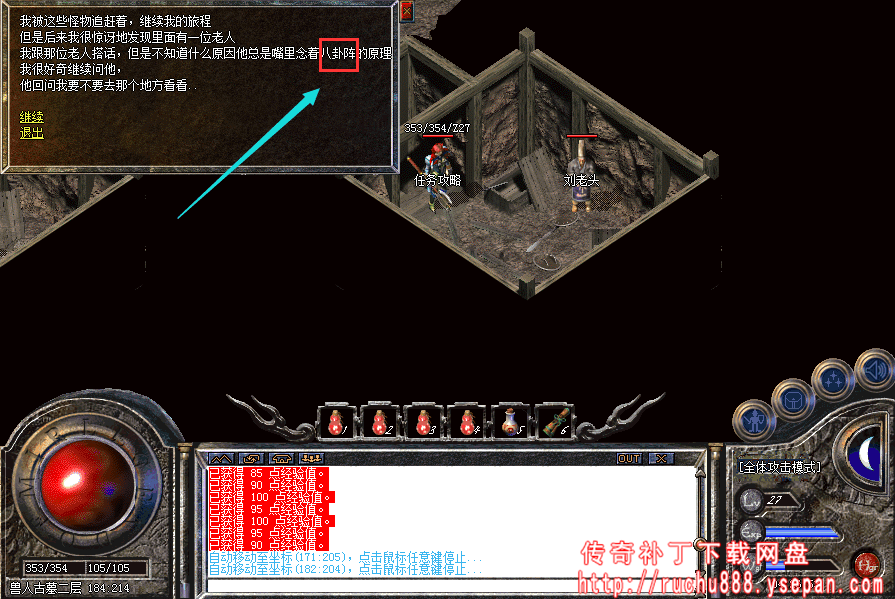 我被这些怪物追赶着，继续我的旅程
但是后来我很惊讶地发现里面有一位老人
我跟那位老人搭话，但是不知道什么原因他总是嘴里念着八卦阵的原理
我很好奇继续问他，
他回问我要不要去那个地方看看..
继续
退出
353/354/Z27
任务攻略
刘老头
1 2 3 4 5 6
OUT
已获得 85 点经验值。
已获得 90 点经验值。
已获得 100 点经验值。
已获得 95 点经验值。
已获得 100 点经验值。
已获得 95 点经验值。
已获得 90 点经验值。
自动移动至坐标(171:205)，点击鼠标任意键停止...
自动移动至坐标(182:204)，点击鼠标任意键停止...
[全体攻击模式]
27
353/354 105/105
兽人古墓二层 184:214
传奇补丁下载网盘
http://ruchu888.ysepan.com